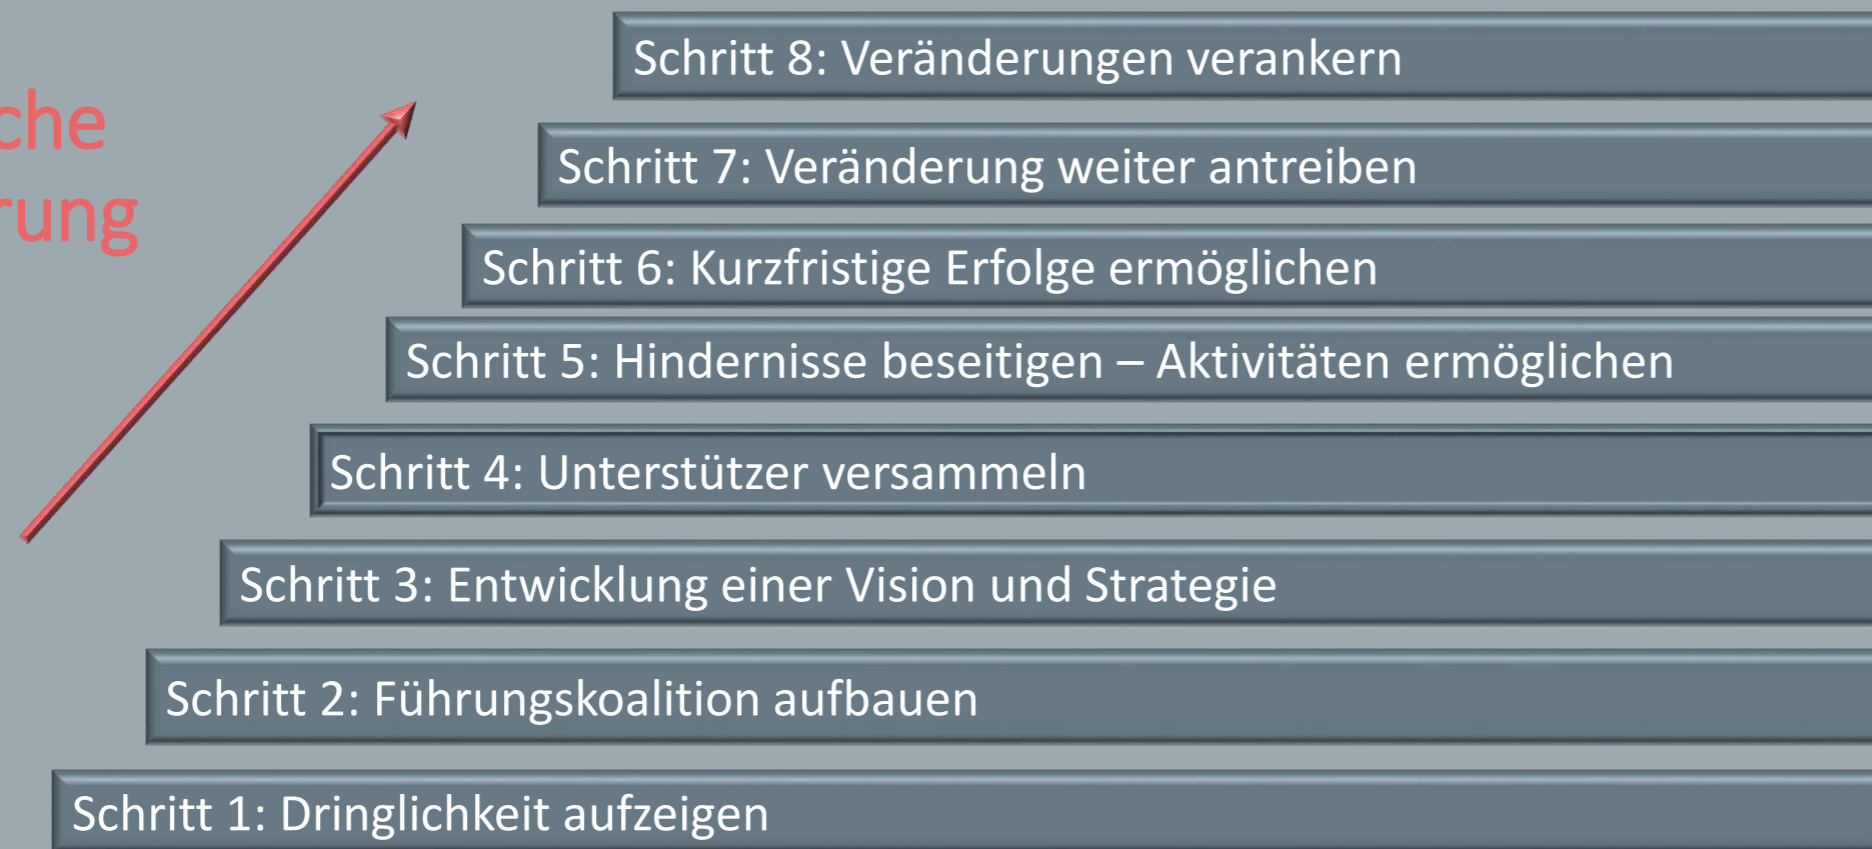 Schritt 8: Veränderungen verankern
che
rung
Schritt 7: Veränderung weiter antreiben
Schritt 6: Kurzfristige Erfolge ermöglichen
Schritt 5: Hindernisse beseitigen – Aktivitäten ermöglichen
Schritt 4: Unterstützer versammeln
Schritt 3: Entwicklung einer Vision und Strategie
Schritt 2: Führungskoalition aufbauen
Schritt 1: Dringlichkeit aufzeigen